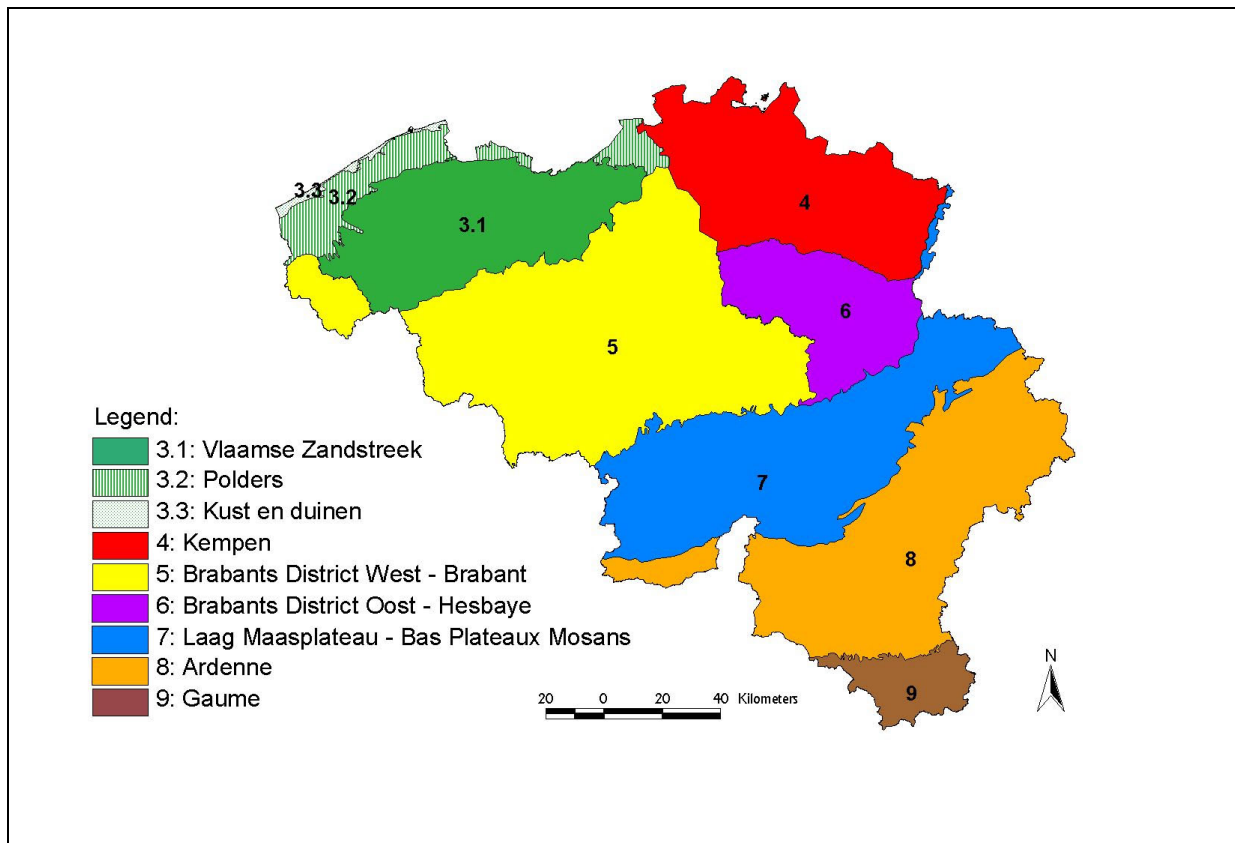 4
3.3
3.2
3.1
6
5
7
8
9
Legend:
3.1: Vlaamse Zandstreek
3.2: Polders
3.3: Kust en duinen
4: Kempen
5: Brabants District West - Brabant
6: Brabants District Oost - Hesbaye
7: Laag Maasplateau - Bas Plateaux Mosans
8: Ardenne
9: Gaume
20 0 20 40 Kilometers
N